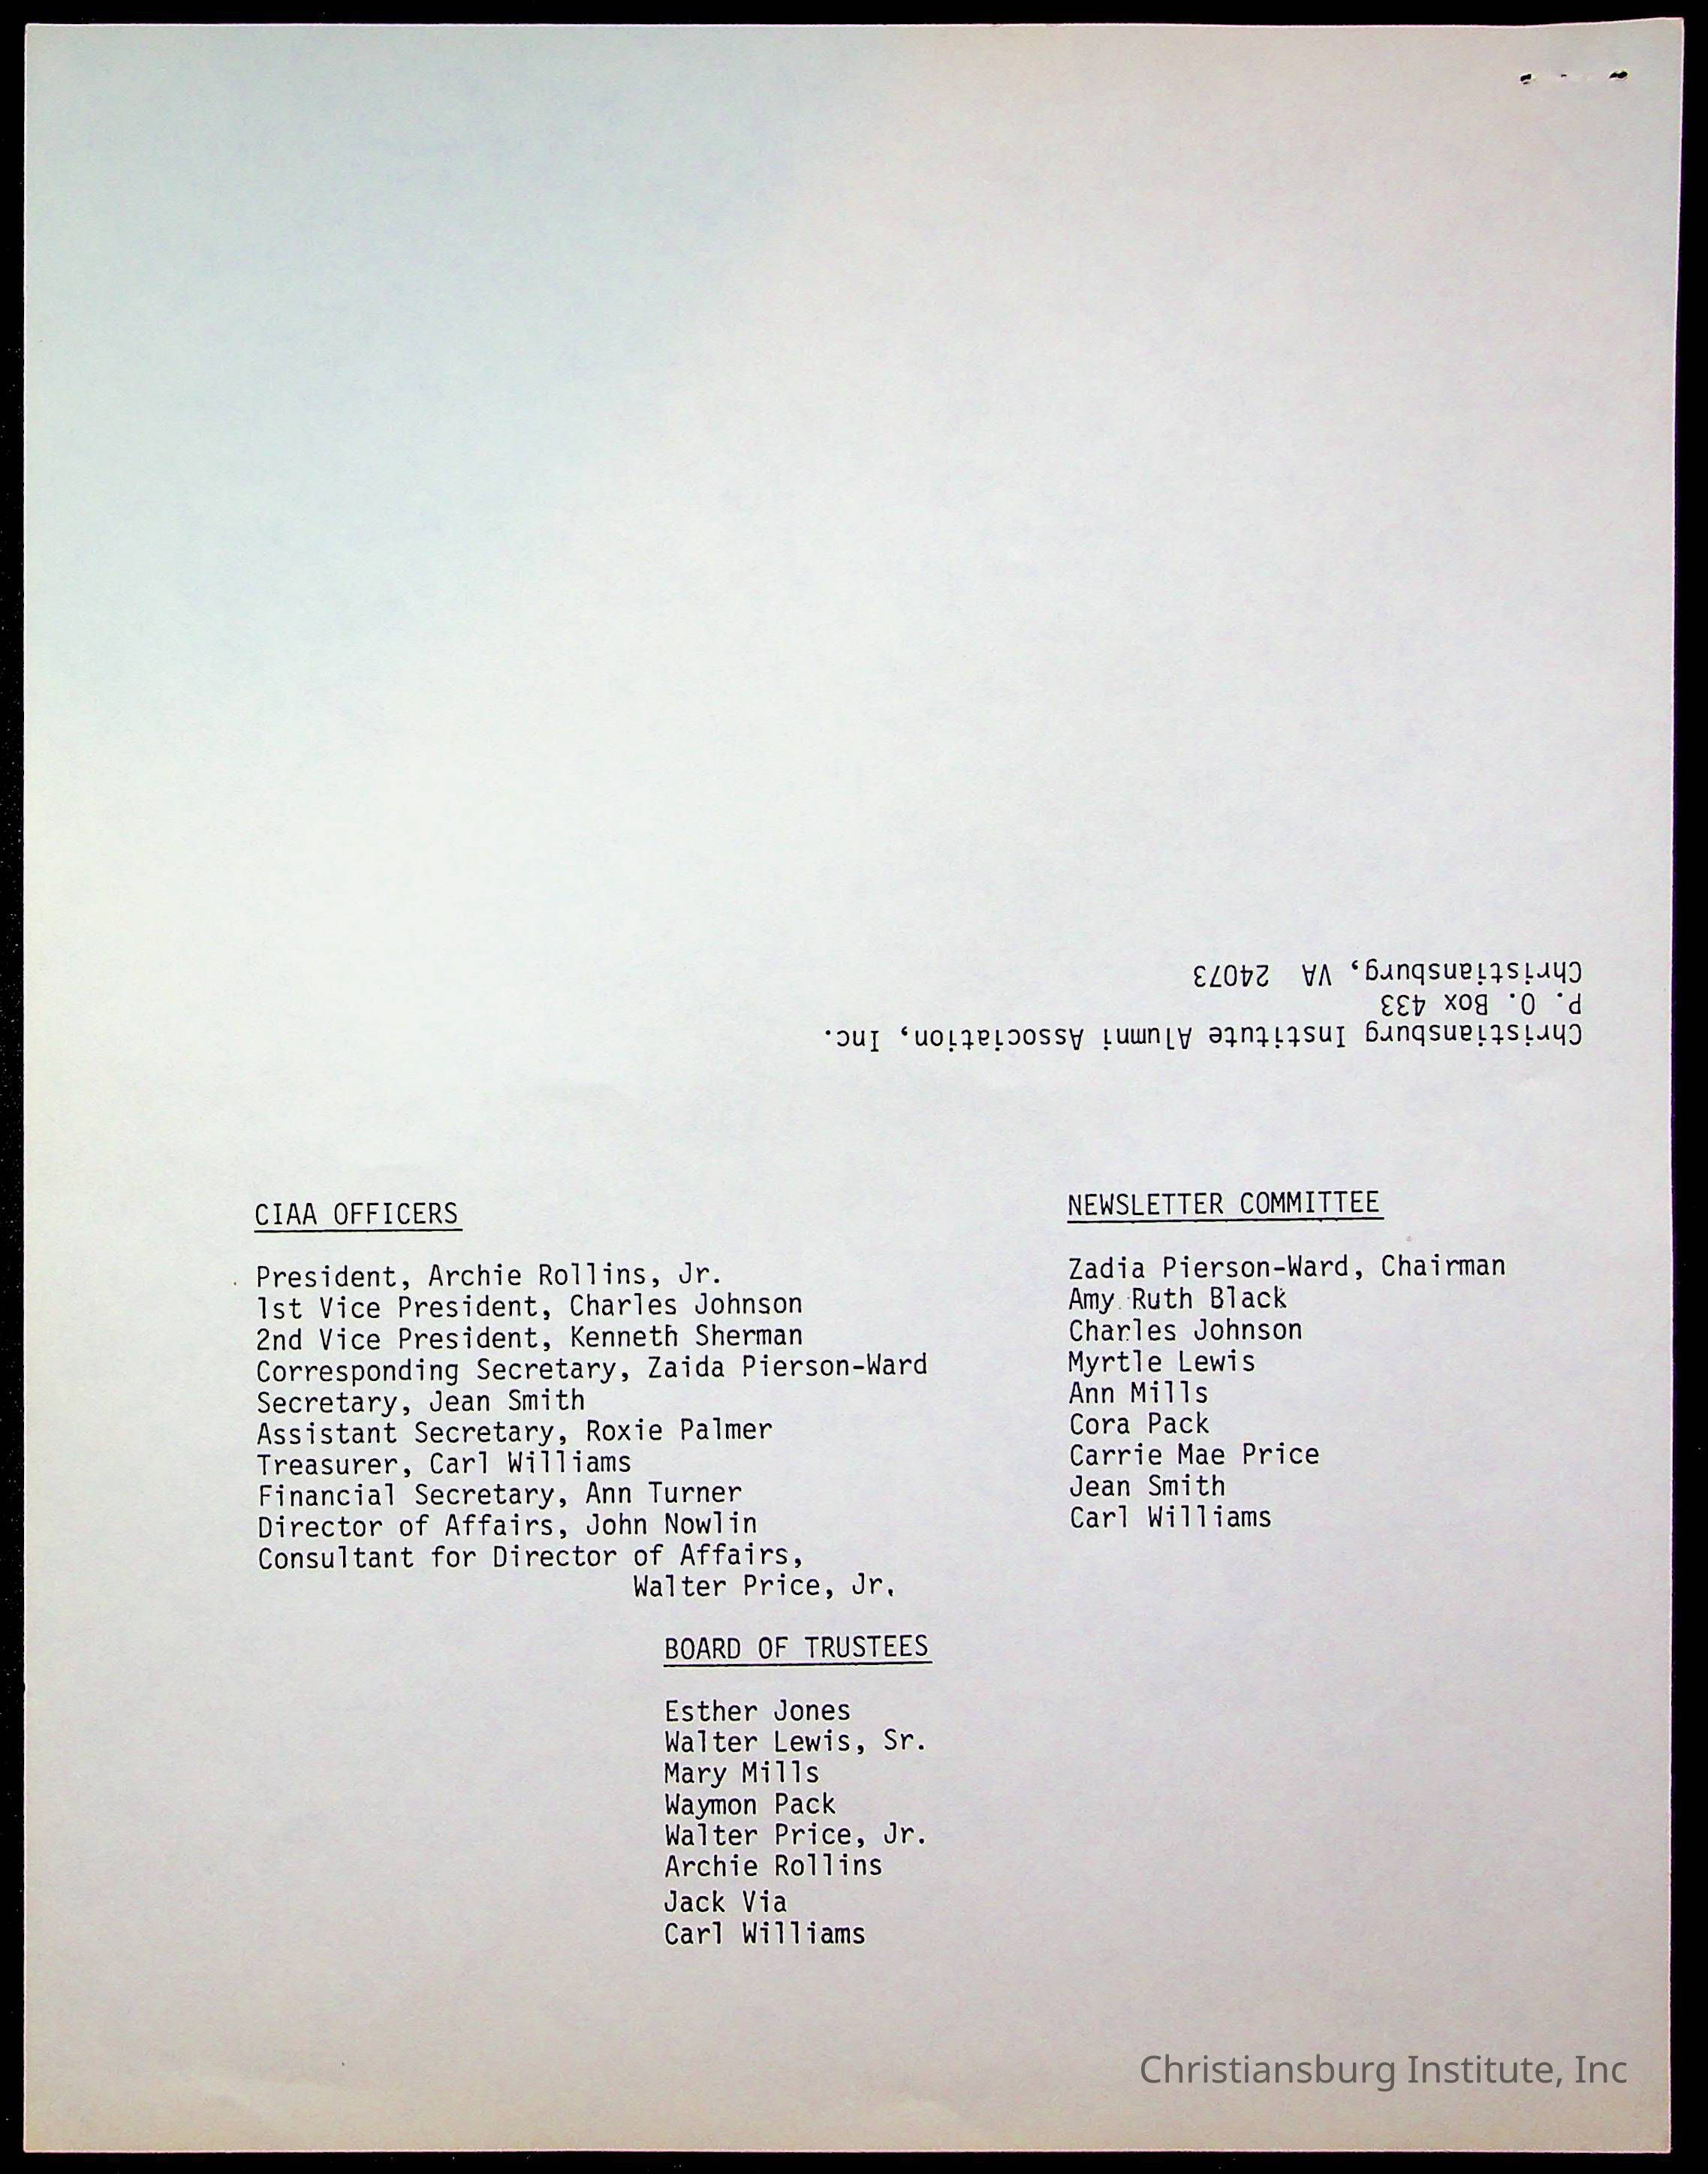 Christiansburg Institute Alumni Association, Inc.
P. O. Box 433
Christiansburg, VA  24073
CIAA OFFICERS
President, Archie Rollins, Jr.
1st Vice President, Charles Johnson
2nd Vice President, Kenneth Sherman
Corresponding Secretary, Zaida Pierson-Ward
Secretary, Jean Smith
Assistant Secretary, Roxie Palmer
Treasurer, Carl Williams
Financial Secretary, Ann Turner
Director of Affairs, John Nowlin
Consultant for Director of Affairs,
Walter Price, Jr.
NEWSLETTER COMMITTEE
Zadia Pierson-Ward, Chairman
Amy Ruth Black
Charles Johnson
Myrtle Lewis
Ann Mills
Cora Pack
Carrie Mae Price
Jean Smith
Carl Williams
BOARD OF TRUSTEES
Esther Jones
Walter Lewis, Sr.
Mary Mills
Waymon Pack
Walter Price, Jr.
Archie Rollins
Jack Via
Carl Williams
Christiansburg Institute, Inc